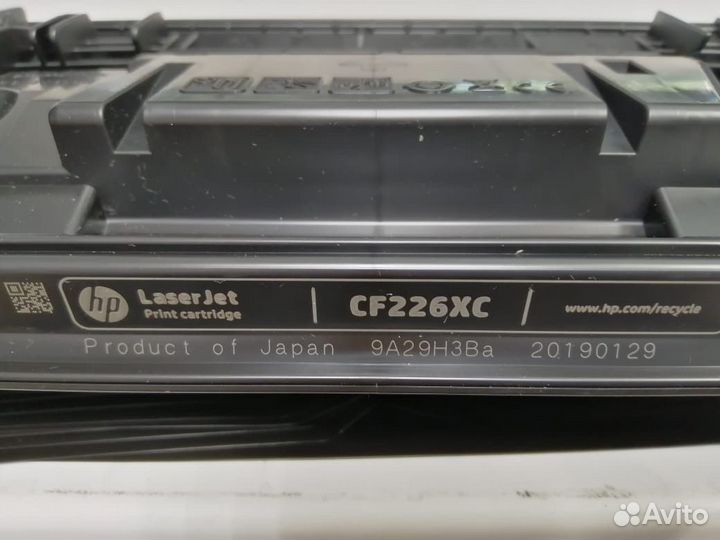 hp LaserJet
Print cartridge
CF226XC
www.hp.com/recycle
Product of Japan 9A29H3Ba 20190129
Avito